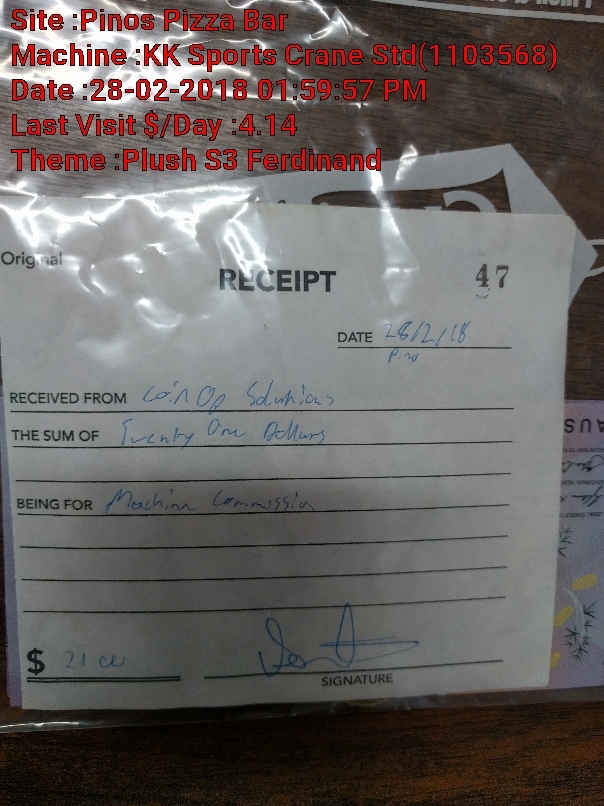 Site :Pinos Pizza Bar
Machine :KK Sports Crane Std(1103568)
Date :28-02-2018 01:59:57 PM
Last Visit $/Day :4.14
Theme :Plush S3 Ferdinand
Original
RECEIPT
47
DATE 28/2/18
RECEIVED FROM Coin Op Solutions
THE SUM OF Twenty One Dollars
BEING FOR Machine Commission
$ 21 00
SIGNATURE
AUS